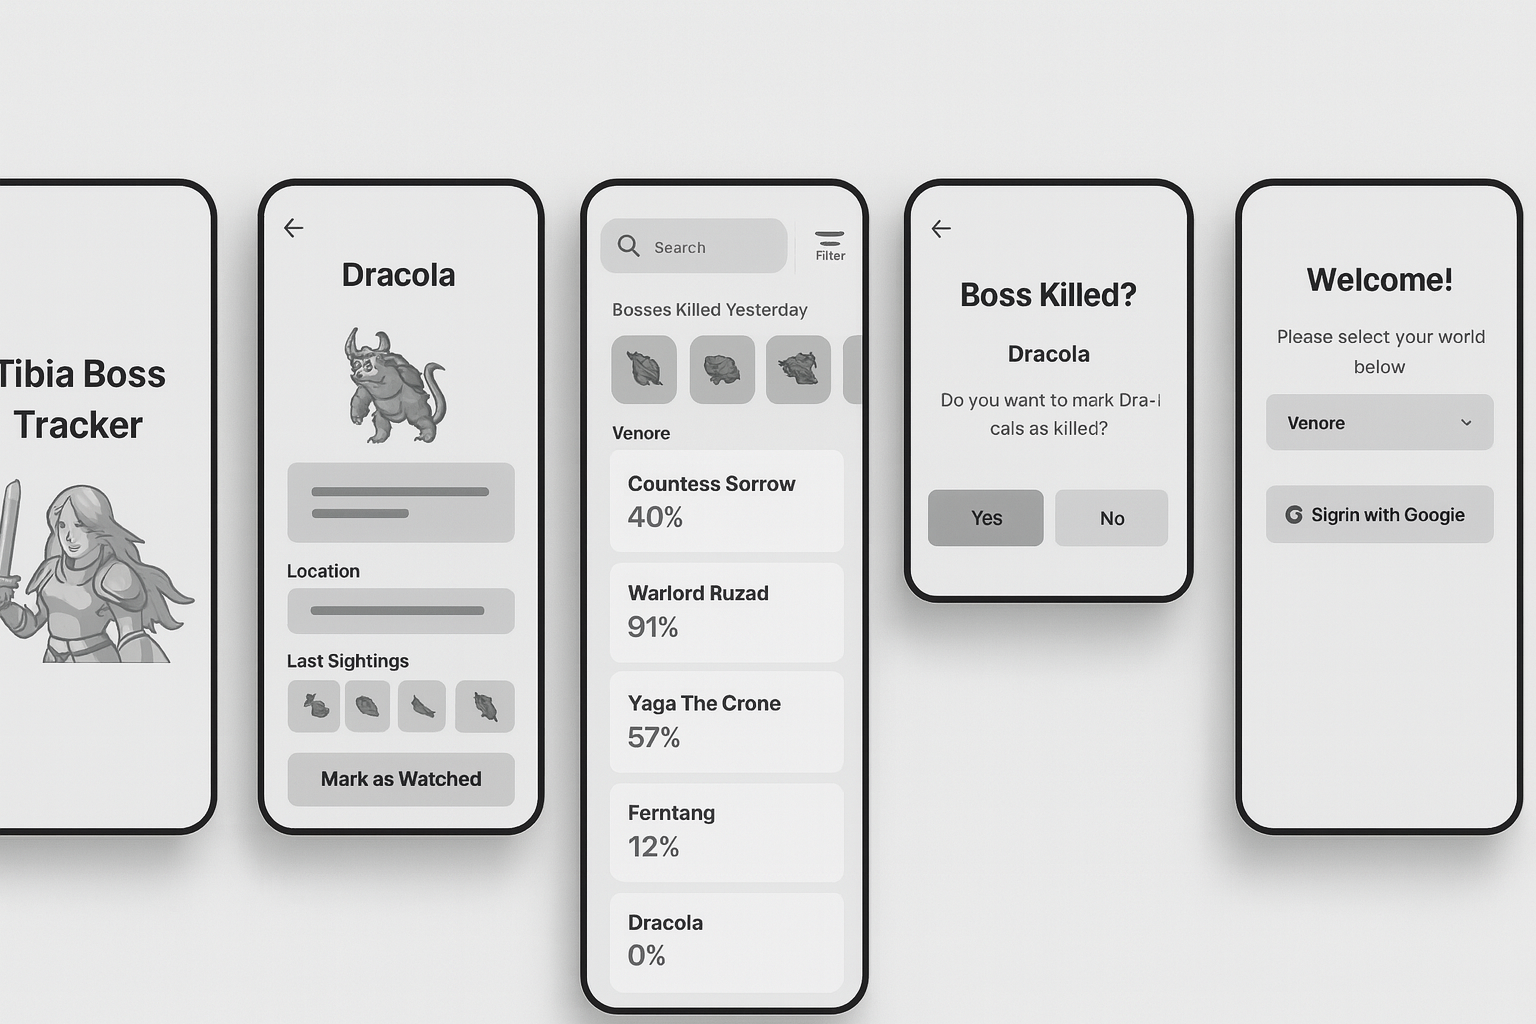 Tibia Boss
Tracker
Dracola
Location
Last Sightings
Mark as Watched
Search
Filter
Bosses Killed Yesterday
Venore
Countess Sorrow
40%
Warlord Ruzad
91%
Yaga The Crone
57%
Ferntang
12%
Dracola
0%
Boss Killed?
Dracola
Do you want to mark Dra-i
cals as killed?
Yes
No
Welcome!
Please select your world
below
Venore
G Sigrin with Googie